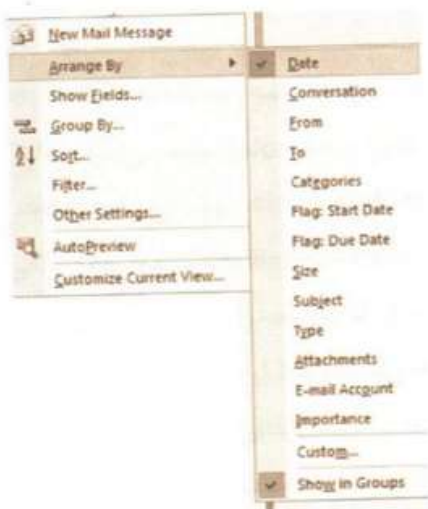 New Mail Message
Arrange By
Show Fields...
Group By...
Sort...
Filter...
Other Settings...
AutoPreview
Customize Current View...
Date
Conversation
From
To
Categories
Flag: Start Date
Flag: Due Date
Size
Subject
Type
Attachments
E-mail Account
Importance
Custom...
Show in Groups